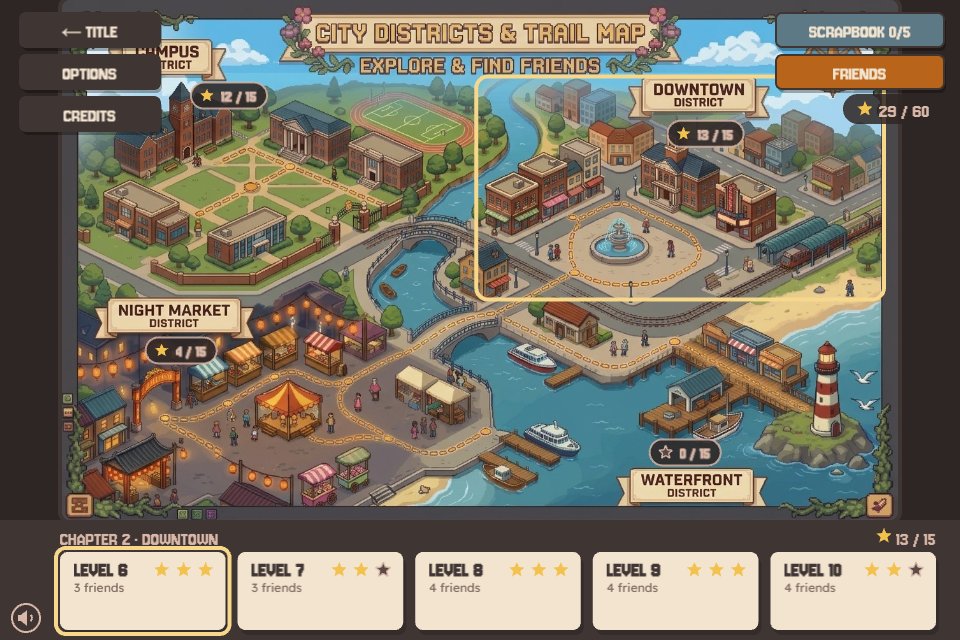 ← TITLE
OPTIONS
CREDITS
CITY DISTRICTS & TRAIL MAP
EXPLORE & FIND FRIENDS
SCRAPBOOK 0/5
FRIENDS
29 / 60
12 / 15
DOWNTOWN
DISTRICT
13 / 15
NIGHT MARKET
DISTRICT
4 / 15
0 / 15
WATERFRONT
DISTRICT
CHAPTER 2 · DOWNTOWN
13 / 15
LEVEL 6
3 friends
LEVEL 7
3 friends
LEVEL 8
4 friends
LEVEL 9
4 friends
LEVEL 10
4 friends